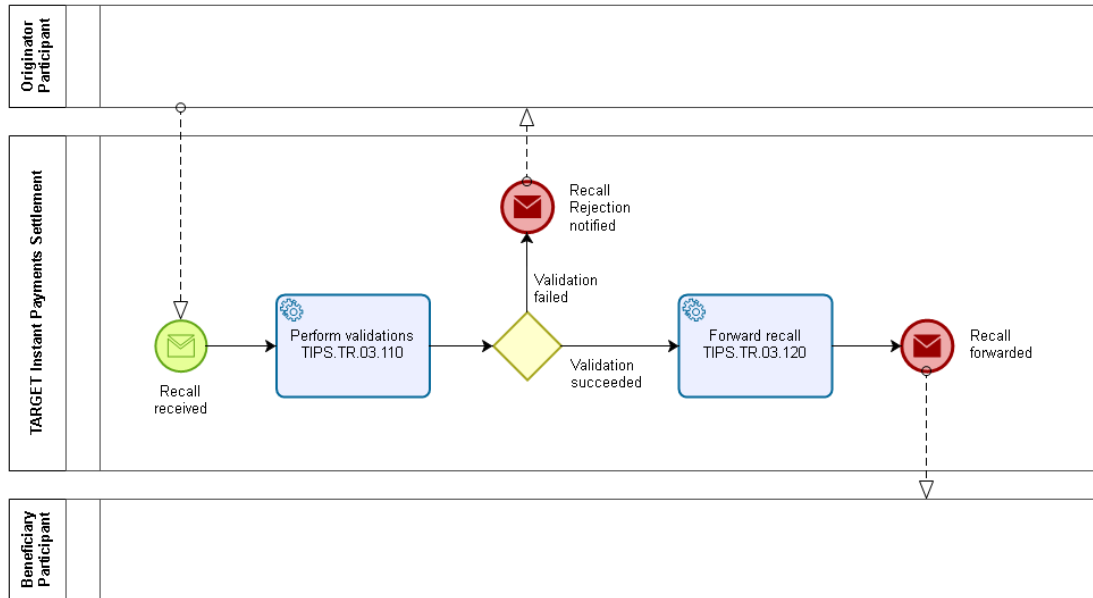 Originator
Participant
TARGET Instant Payments Settlement
Recall
Rejection
notified
Validation
failed
Perform validations
TIPS.TR.03.110
Forward recall
TIPS.TR.03.120
Recall
forwarded
Validation
succeeded
Recall
received
Beneficiary
Participant